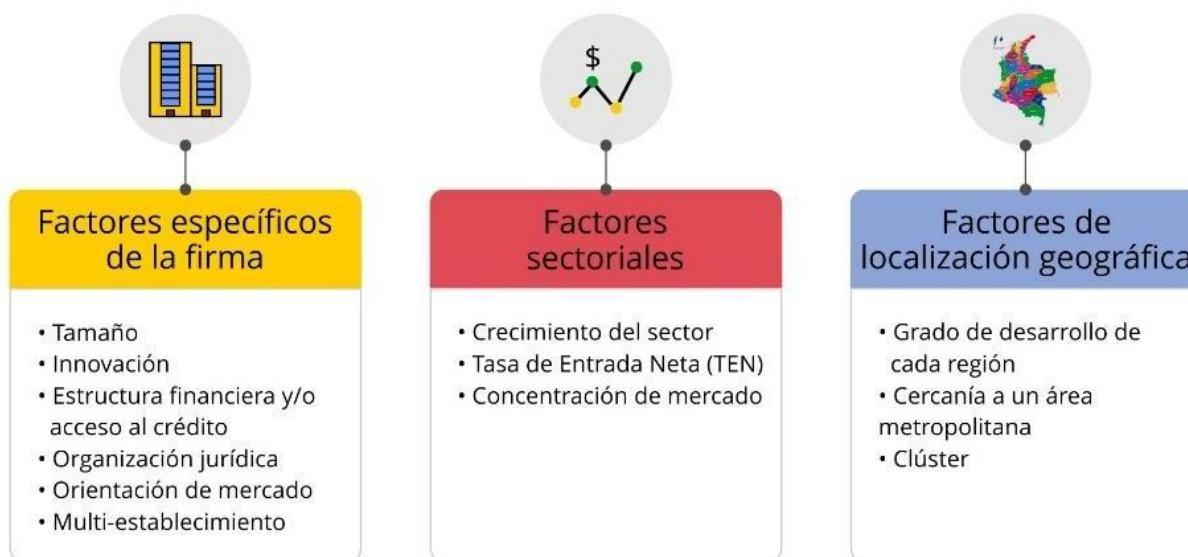 $
Factores específicos
de la firma
• Tamaño
• Innovación
• Estructura financiera y/o
acceso al crédito
• Organización jurídica
• Orientación de mercado
• Multi-establecimiento
Factores
sectoriales
• Crecimiento del sector
• Tasa de Entrada Neta (TEN)
• Concentración de mercado
Factores de
localización geográfica
• Grado de desarrollo de
cada región
• Cercanía a un área
metropolitana
• Clúster